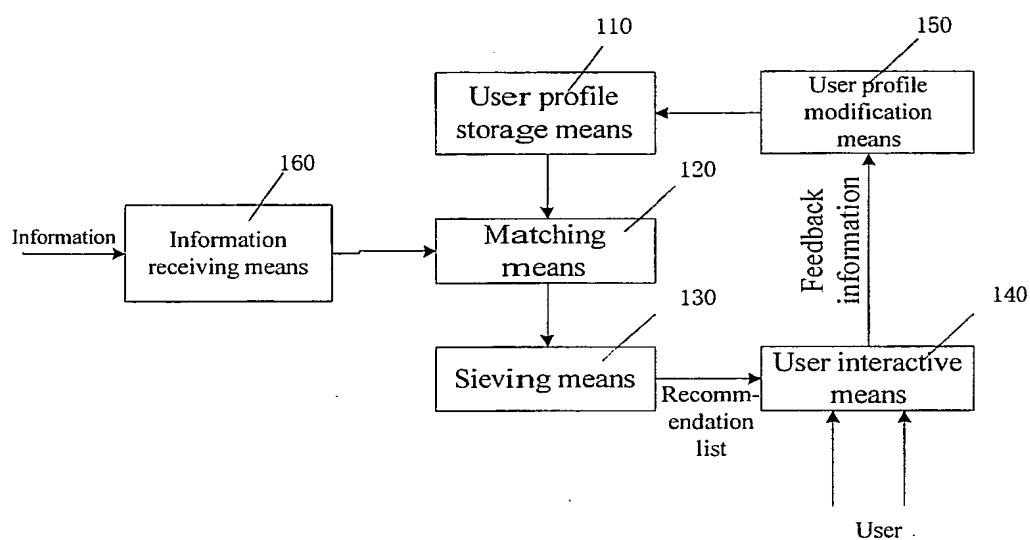 110
150
User profile
storage means
User profile
modification
means
160
120
Information
Information
receiving means
Matching
means
Feedback
information
130
140
Sieving means
User interactive
means
Recomm-
endation
list
User